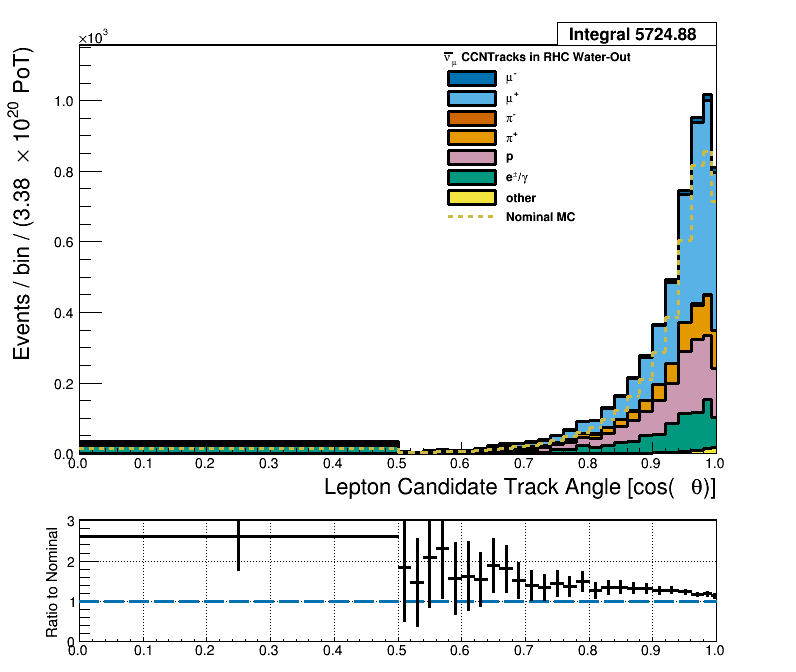 Integral 5724.88
×10³
ν̅μ CCNTracks in RHC Water-Out
μ⁻
μ⁺
π⁻
π⁺
p
e±/γ
other
Nominal MC
Events / bin / (3.38 × 10²⁰ PoT)
1.0
0.8
0.6
0.4
0.2
0.0
0.0 0.1 0.2 0.3 0.4 0.5 0.6 0.7 0.8 0.9 1.0
Lepton Candidate Track Angle [cos( θ)]
Ratio to Nominal
3
2
1
0
0.0 0.1 0.2 0.3 0.4 0.5 0.6 0.7 0.8 0.9 1.0